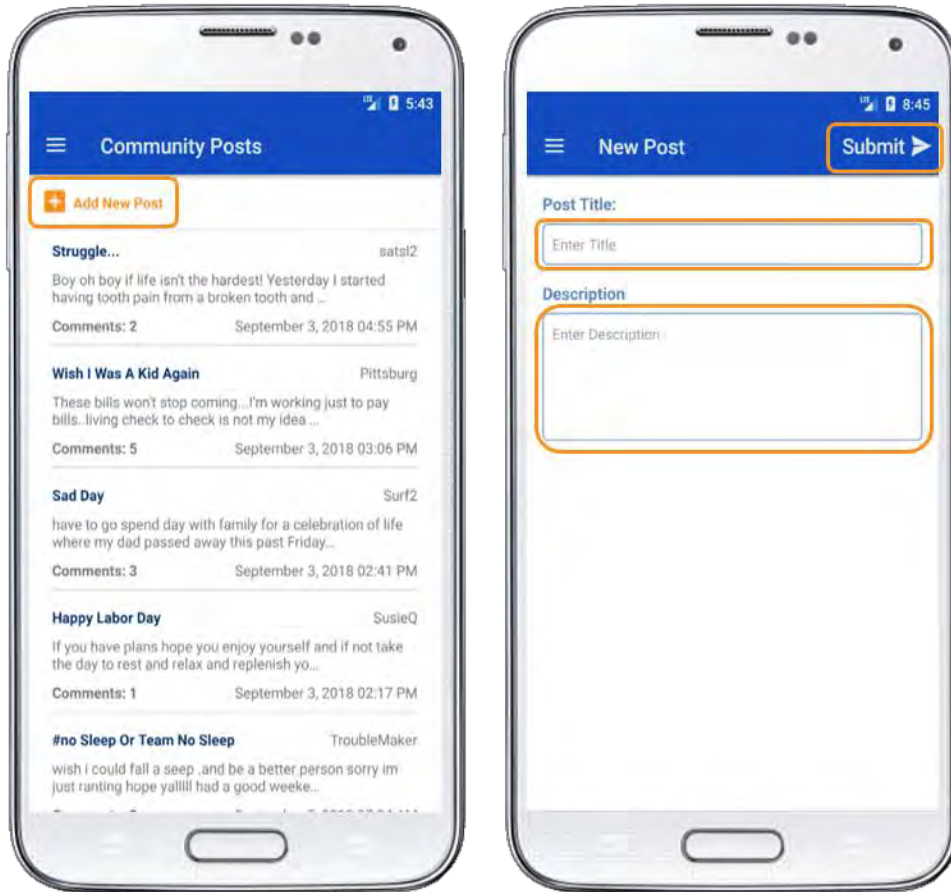 LTE 5:43
Community Posts
Add New Post
Struggle... satsl2
Boy oh boy if life isn't the hardest! Yesterday I started
having tooth pain from a broken tooth and ...
Comments: 2 September 3, 2018 04:55 PM
Wish I Was A Kid Again Pittsburg
These bills won't stop coming...I'm working just to pay
bills..living check to check is not my idea ...
Comments: 5 September 3, 2018 03:06 PM
Sad Day Surf2
have to go spend day with family for a celebration of life
where my dad passed away this past Friday...
Comments: 3 September 3, 2018 02:41 PM
Happy Labor Day SusieQ
If you have plans hope you enjoy yourself and if not take
the day to rest and relax and replenish yo...
Comments: 1 September 3, 2018 02:17 PM
#no Sleep Or Team No Sleep TroubleMaker
wish i could fall a seep ,and be a better person sorry im
just ranting hope yalllll had a good weeke...
LTE 8:45
New Post Submit
Post Title:
Enter Title
Description
Enter Description